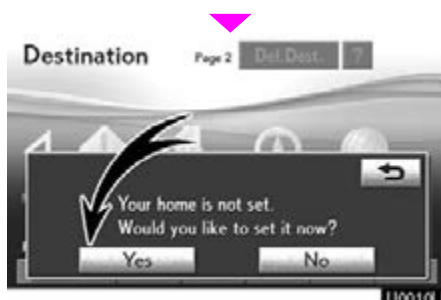 Destination Page 2 Del.Dest. ?
Your home is not set.
Would you like to set it now?
Yes No